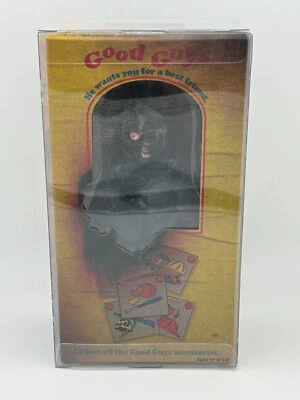 Good Guys
He wants you for a best friend.
Collect all the Good Guys accessories.